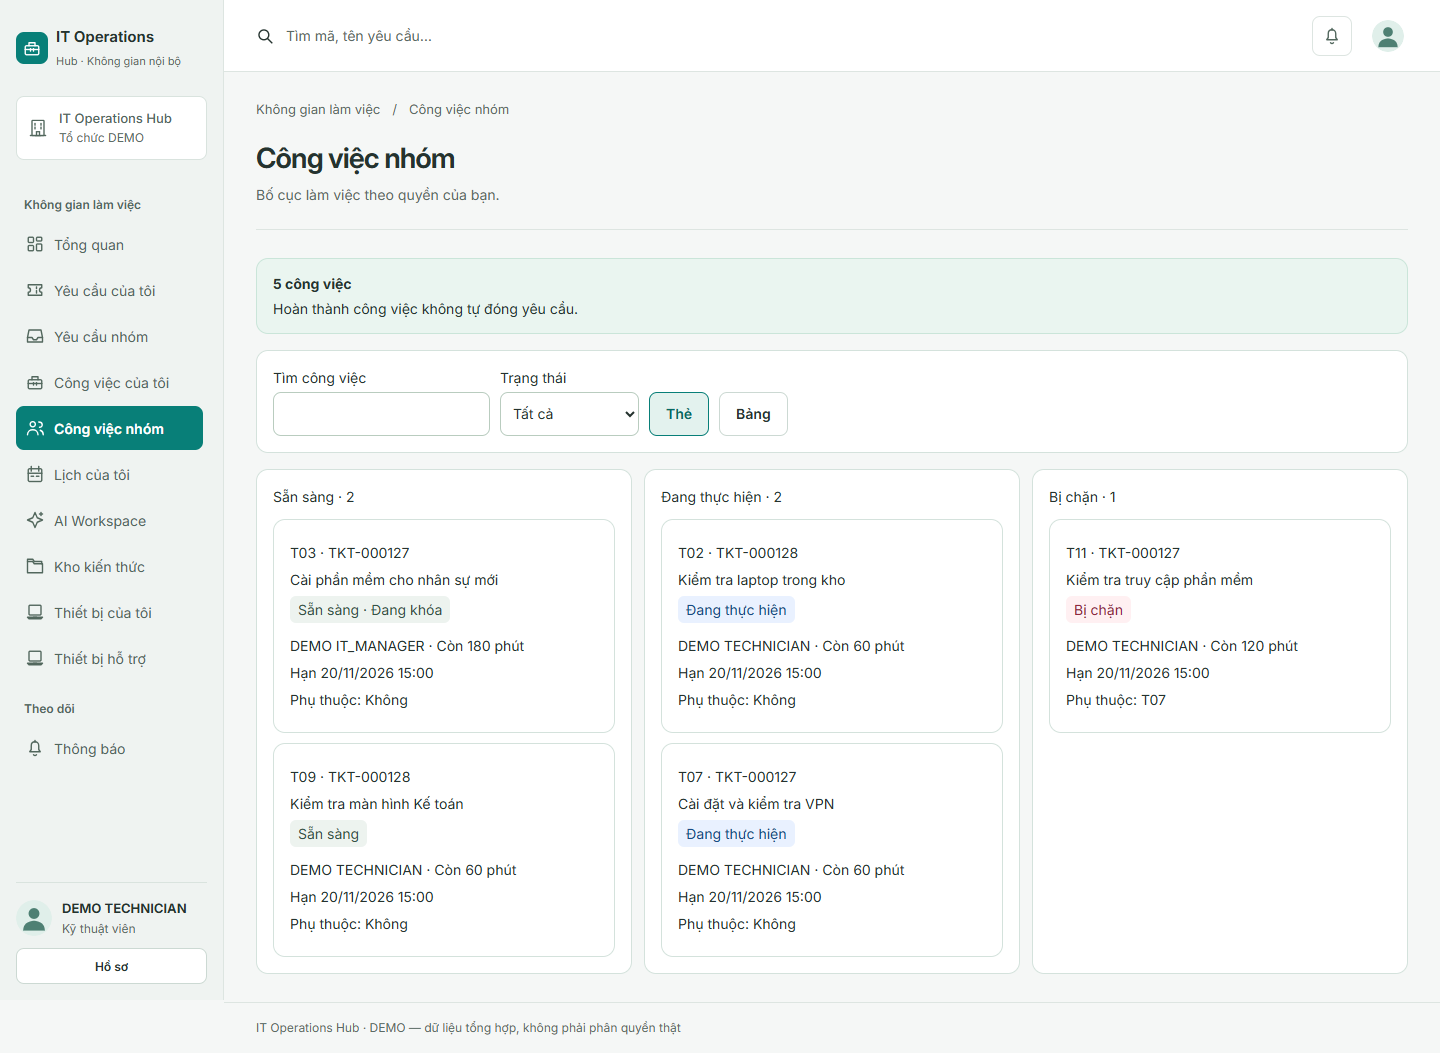 IT Operations
Hub · Không gian nội bộ
IT Operations Hub
Tổ chức DEMO
Không gian làm việc
Tổng quan
Yêu cầu của tôi
Yêu cầu nhóm
Công việc của tôi
Công việc nhóm
Lịch của tôi
AI Workspace
Kho kiến thức
Thiết bị của tôi
Thiết bị hỗ trợ
Theo dõi
Thông báo
DEMO TECHNICIAN
Kỹ thuật viên
Hồ sơ
Tìm mã, tên yêu cầu...
Không gian làm việc / Công việc nhóm
Công việc nhóm
Bố cục làm việc theo quyền của bạn.
5 công việc
Hoàn thành công việc không tự đóng yêu cầu.
Tìm công việc
Trạng thái
Tất cả
Thẻ
Bảng
Sẵn sàng · 2
T03 · TKT-000127
Cài phần mềm cho nhân sự mới
Sẵn sàng · Đang khóa
DEMO IT_MANAGER · Còn 180 phút
Hạn 20/11/2026 15:00
Phụ thuộc: Không
T09 · TKT-000128
Kiểm tra màn hình Kế toán
Sẵn sàng
DEMO TECHNICIAN · Còn 60 phút
Hạn 20/11/2026 15:00
Phụ thuộc: Không
Đang thực hiện · 2
T02 · TKT-000128
Kiểm tra laptop trong kho
Đang thực hiện
DEMO TECHNICIAN · Còn 60 phút
Hạn 20/11/2026 15:00
Phụ thuộc: Không
T07 · TKT-000127
Cài đặt và kiểm tra VPN
Đang thực hiện
DEMO TECHNICIAN · Còn 60 phút
Hạn 20/11/2026 15:00
Phụ thuộc: Không
Bị chặn · 1
T11 · TKT-000127
Kiểm tra truy cập phần mềm
Bị chặn
DEMO TECHNICIAN · Còn 120 phút
Hạn 20/11/2026 15:00
Phụ thuộc: T07
IT Operations Hub · DEMO — dữ liệu tổng hợp, không phải phân quyền thật